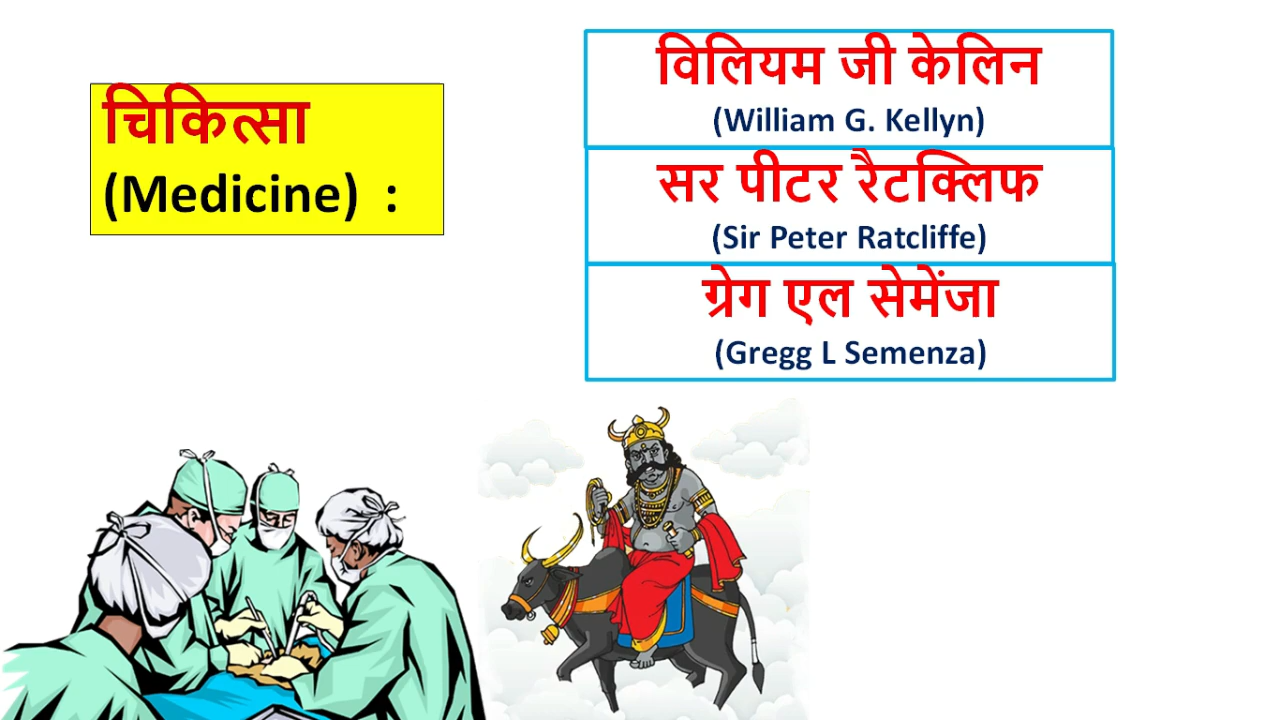 चिकित्सा
(Medicine) :
विलियम जी केलिन
(William G. Kellyn)
सर पीटर रैटक्लिफ
(Sir Peter Ratcliffe)
ग्रेग एल सेमेंजा
(Gregg L Semenza)